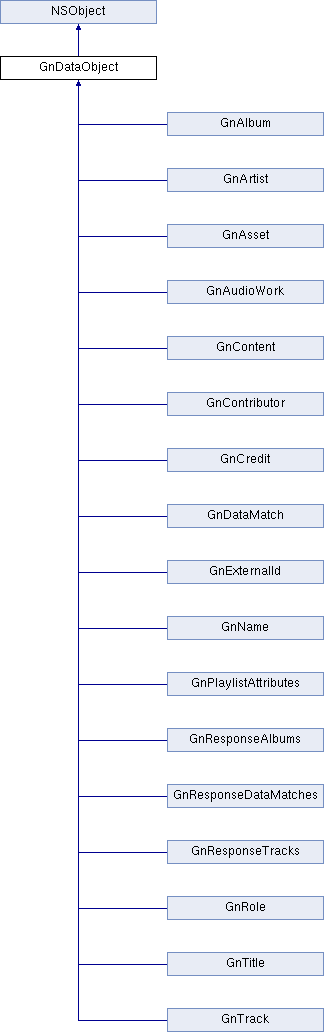 NSObject
GnDataObject
GnAlbum
GnArtist
GnAsset
GnAudioWork
GnContent
GnContributor
GnCredit
GnDataMatch
GnExternalId
GnName
GnPlaylistAttributes
GnResponseAlbums
GnResponseDataMatches
GnResponseTracks
GnRole
GnTitle
GnTrack